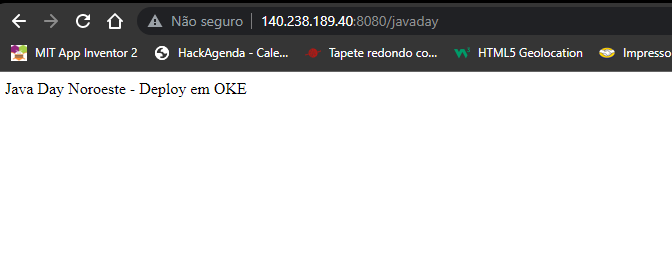 Não seguro 140.238.189.40:8080/javaday
MIT App Inventor 2 HackAgenda - Cale... Tapete redondo co... HTML5 Geolocation Impresso
Java Day Noroeste - Deploy em OKE